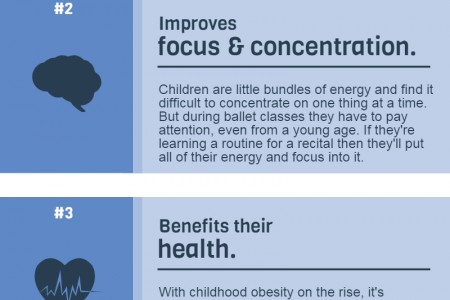 #2
Improves
focus & concentration.
Children are little bundles of energy and find it
difficult to concentrate on one thing at a time.
But during ballet classes they have to pay
attention, even from a young age. If they're
learning a routine for a recital then they'll put
all of their energy and focus into it.
#3
Benefits their
health.
With childhood obesity on the rise, it's